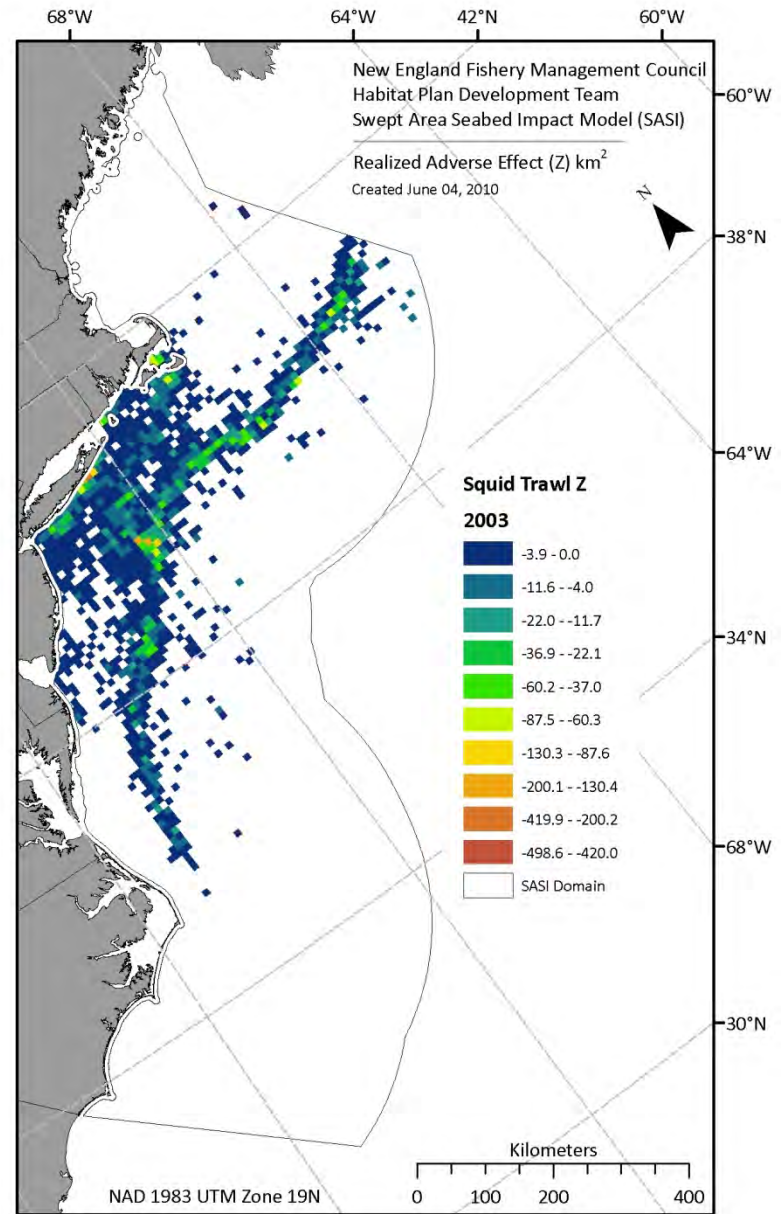 68°W 64°W 42°N 60°W
New England Fishery Management Council
Habitat Plan Development Team
Swept Area Seabed Impact Model (SASI)
Realized Adverse Effect (Z) km²
Created June 04, 2010
N
60°W
38°N
64°W
34°N
68°W
30°N
Squid Trawl Z
2003
-3.9 - 0.0
-11.6 - -4.0
-22.0 - -11.7
-36.9 - -22.1
-60.2 - -37.0
-87.5 - -60.3
-130.3 - -87.6
-200.1 - -130.4
-419.9 - -200.2
-498.6 - -420.0
SASI Domain
Kilometers
0 100 200 300 400
NAD 1983 UTM Zone 19N